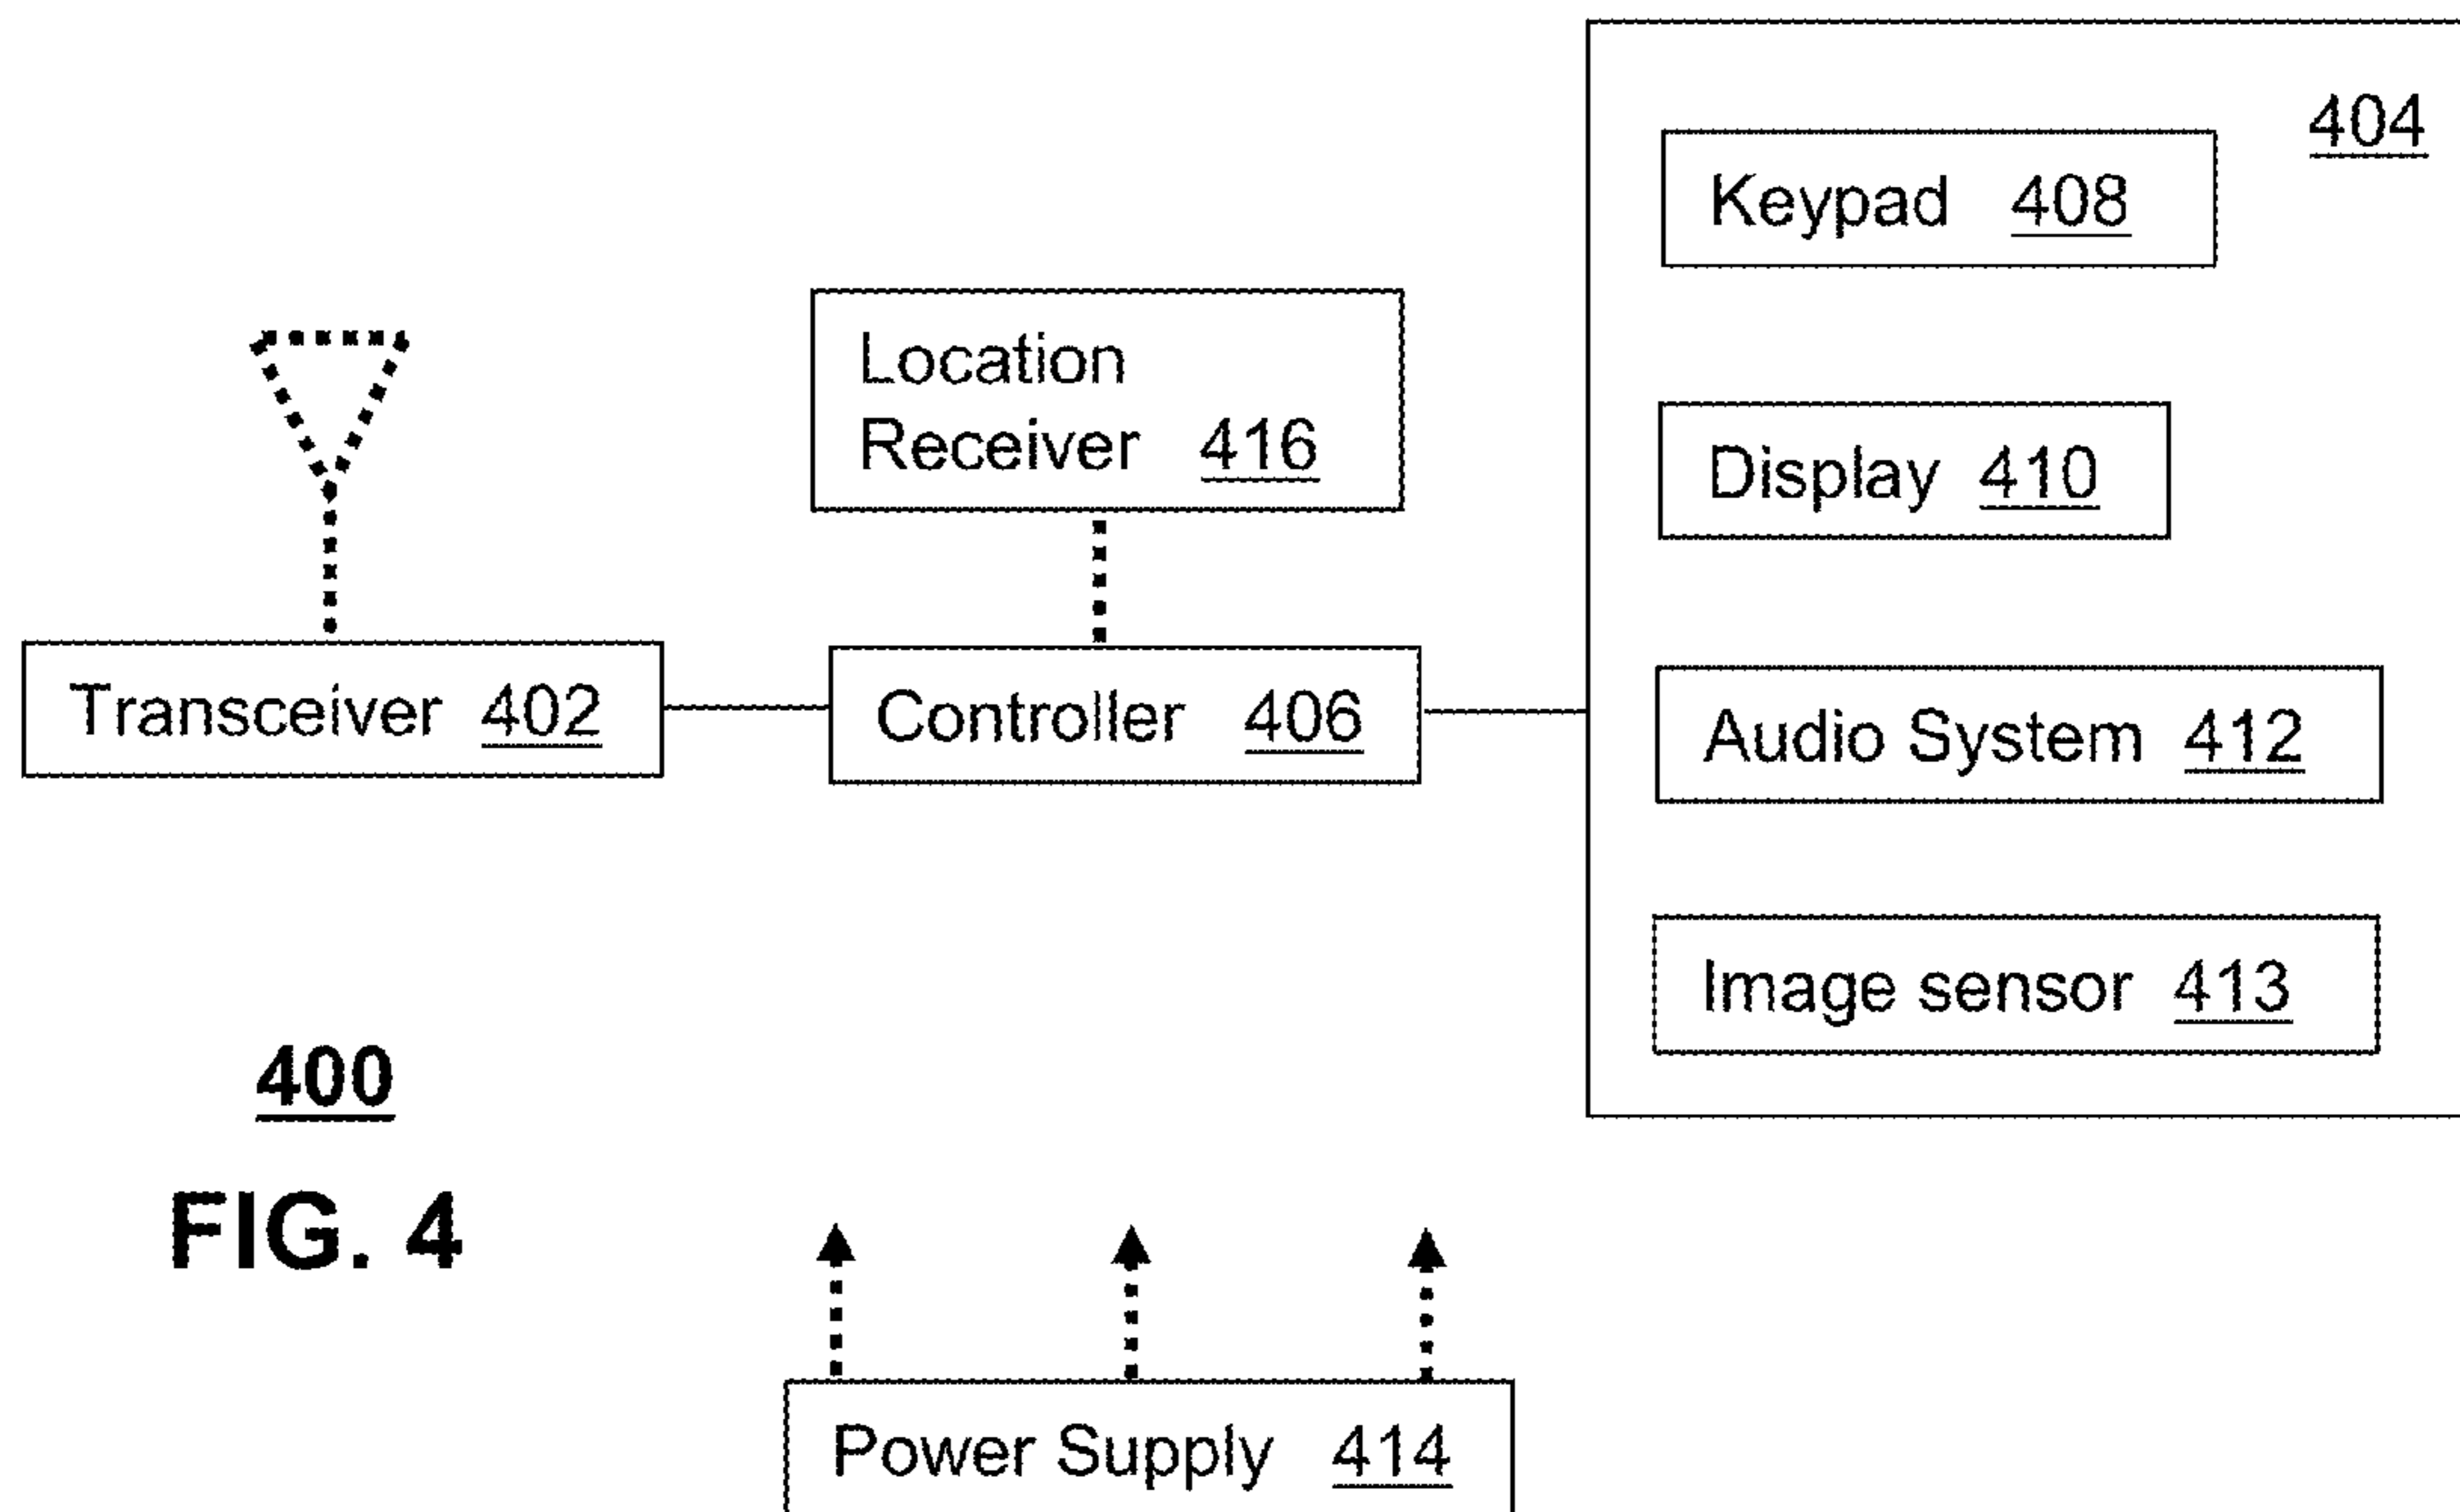 404
Keypad 408
Location
Receiver 416
Display 410
Transceiver 402
Controller 406
Audio System 412
Image sensor 413
400
FIG. 4
Power Supply 414